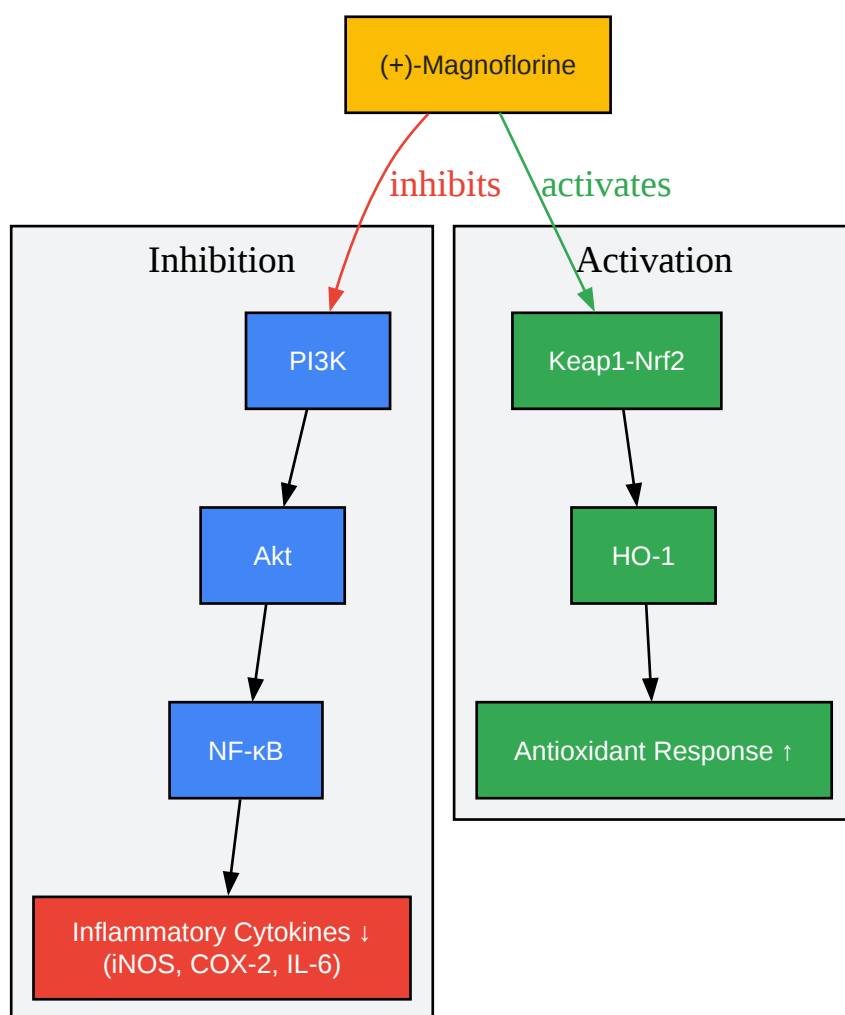 (+)-Magnoflorine
inhibits
activates
Inhibition
Activation
PI3K
Keap1-Nrf2
Akt
HO-1
NF-κB
Antioxidant Response ↑
Inflammatory Cytokines ↓
(iNOS, COX-2, IL-6)